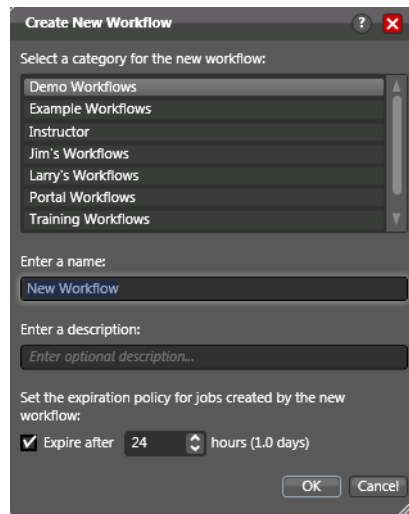 Create New Workflow ?
Select a category for the new workflow:
Demo Workflows
Example Workflows
Instructor
Jim's Workflows
Larry's Workflows
Portal Workflows
Training Workflows
Enter a name:
New Workflow
Enter a description:
Enter optional description...
Set the expiration policy for jobs created by the new
workflow:
Expire after 24 hours (1.0 days)
OK Cancel